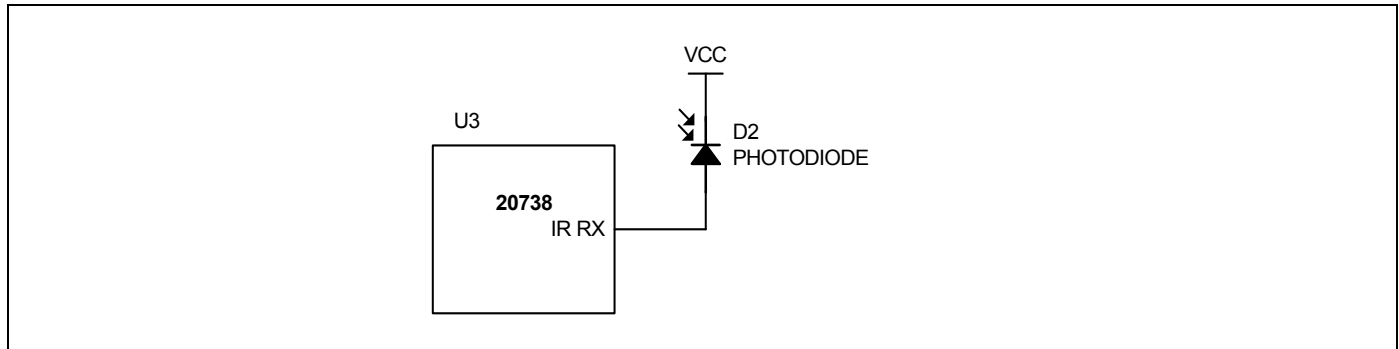 VCC
U3
D2
PHOTODIODE
20738
IR RX